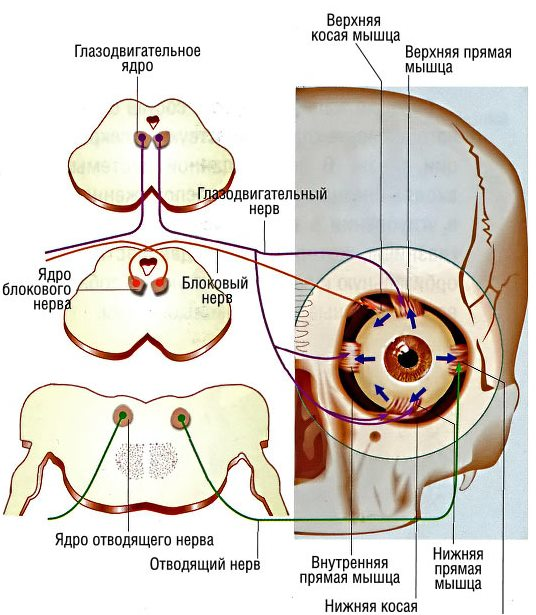 Верхняя
косая мышца
Верхняя прямая
мышца
Глазодвигательное
ядро
Глазодвигательный
нерв
Ядро
блокового
нерва
Блоковый
нерв
Ядро отводящего нерва
Отводящий нерв
Внутренняя
прямая мышца
Нижняя
прямая
мышца
Нижняя косая